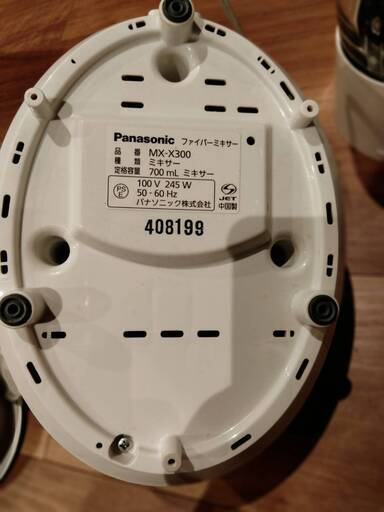 Panasonic ファイバーミキサー
品 番 MX-X300
種 類 ミキサー
定格容量 700 mL ミキサー
PS E 100 V 245 W
50 - 60 Hz
パナソニック株式会社
S JET
中国製
408199